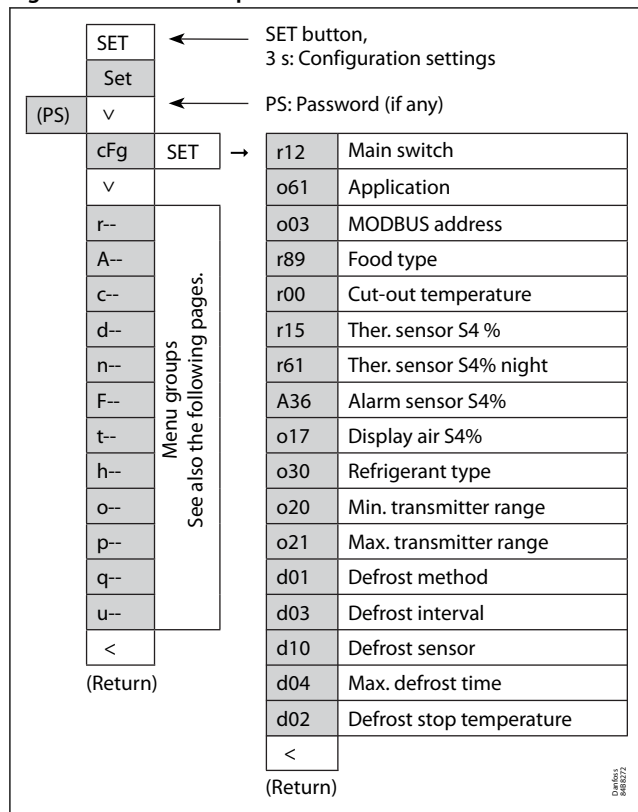 SET
SET button,
3 s: Configuration settings
Set
(PS)
˅
PS: Password (if any)
cFg
SET
→
r12 Main switch
˅
o61 Application
r--
o03 MODBUS address
A--
r89 Food type
c--
r00 Cut-out temperature
d--
r15 Ther. sensor S4 %
n--
r61 Ther. sensor S4% night
F--
A36 Alarm sensor S4%
t--
o17 Display air S4%
h--
o30 Refrigerant type
o--
o20 Min. transmitter range
p--
o21 Max. transmitter range
q--
d01 Defrost method
u--
d03 Defrost interval
Menu groups
See also the following pages.
<
d10 Defrost sensor
(Return)
d04 Max. defrost time
d02 Defrost stop temperature
<
(Return)
Danfoss
84B8272